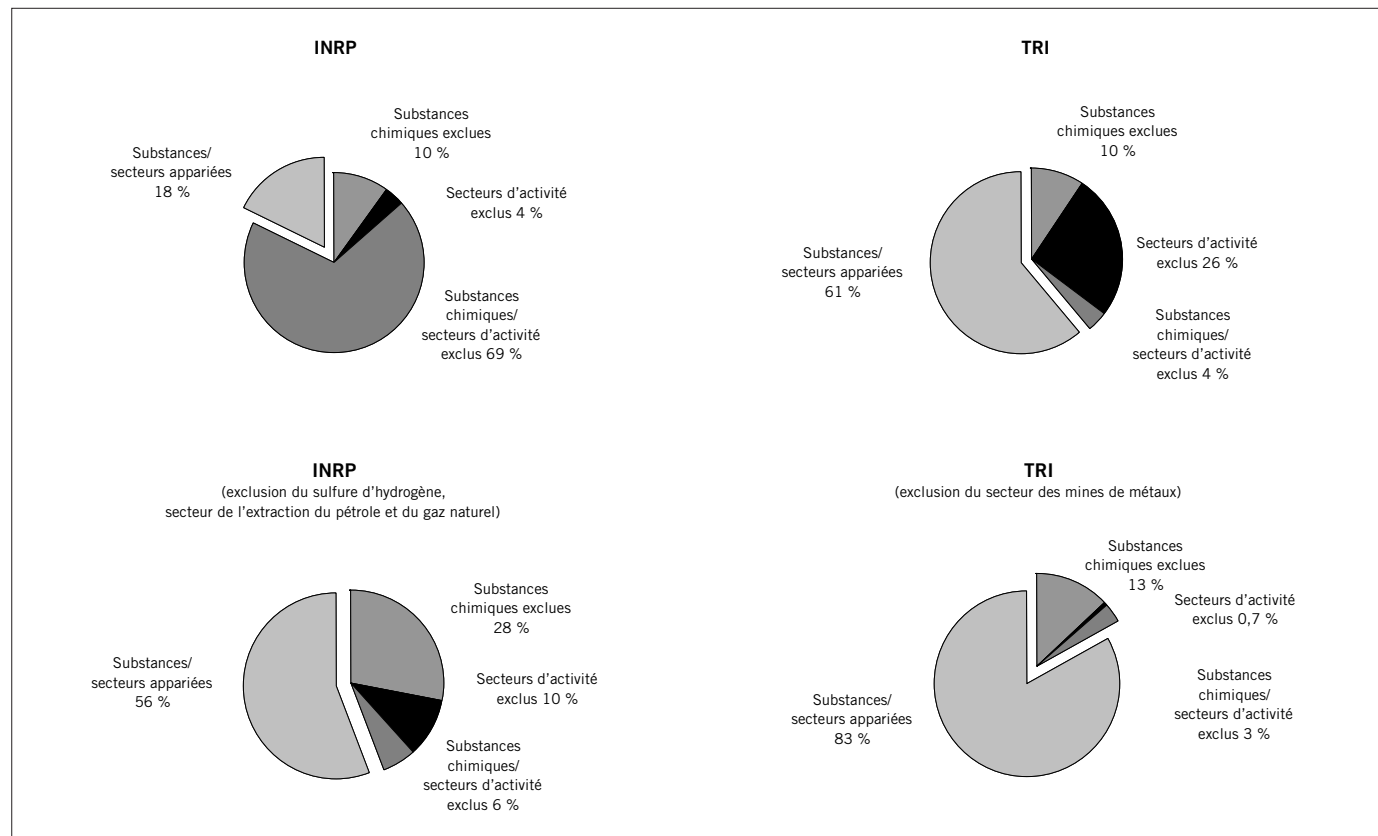 INRP
Substances
chimiques exclues
10 %
Substances/
secteurs appariées
18 %
Secteurs d'activité
exclus 4 %
Substances
chimiques/
secteurs d'activité
exclus 69 %
TRI
Substances
chimiques exclues
10 %
Substances/
secteurs appariées
61 %
Secteurs d'activité
exclus 26 %
Substances
chimiques/
secteurs d'activité
exclus 4 %
INRP
(exclusion du sulfure d'hydrogène,
secteur de l'extraction du pétrole et du gaz naturel)
Substances
chimiques exclues
28 %
Substances/
secteurs appariées
56 %
Secteurs d'activité
exclus 10 %
Substances
chimiques/
secteurs d'activité
exclus 6 %
TRI
(exclusion du secteur des mines de métaux)
Substances
chimiques exclues
13 %
Secteurs d'activité
exclus 0,7 %
Substances/
secteurs appariées
83 %
Substances
chimiques/
secteurs d'activité
exclus 3 %